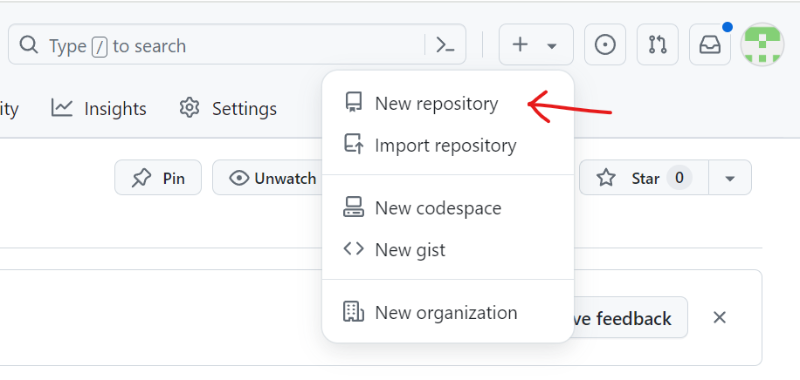 Type / to search
ity Insights Settings
New repository
Import repository
Pin Unwatch Star 0
New codespace
New gist
New organization
ve feedback